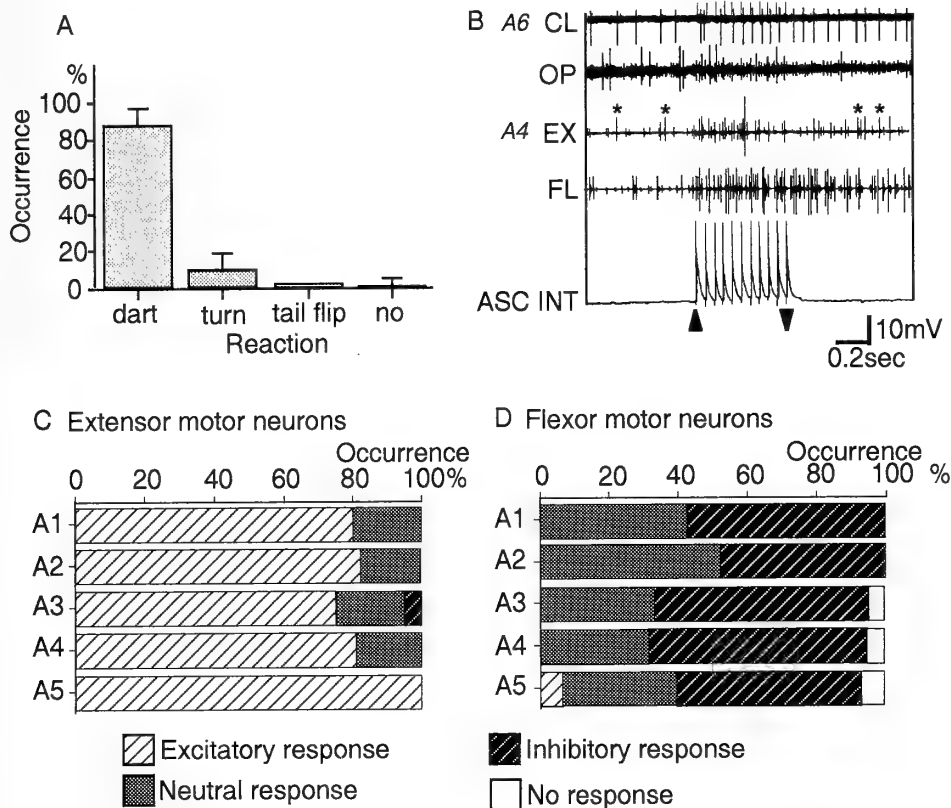 A
%
100
80
60
40
20
0
Occurrence
dart turn tail flip no
Reaction
B A6 CL
OP
* * * *
A4 EX
FL
ASC INT
10mV
0.2sec
C Extensor motor neurons
Occurrence
0 20 40 60 80 100%
A1
A2
A3
A4
A5
D Flexor motor neurons
Occurrence
0 20 40 60 80 100 %
A1
A2
A3
A4
A5
Excitatory response
Neutral response
Inhibitory response
No response